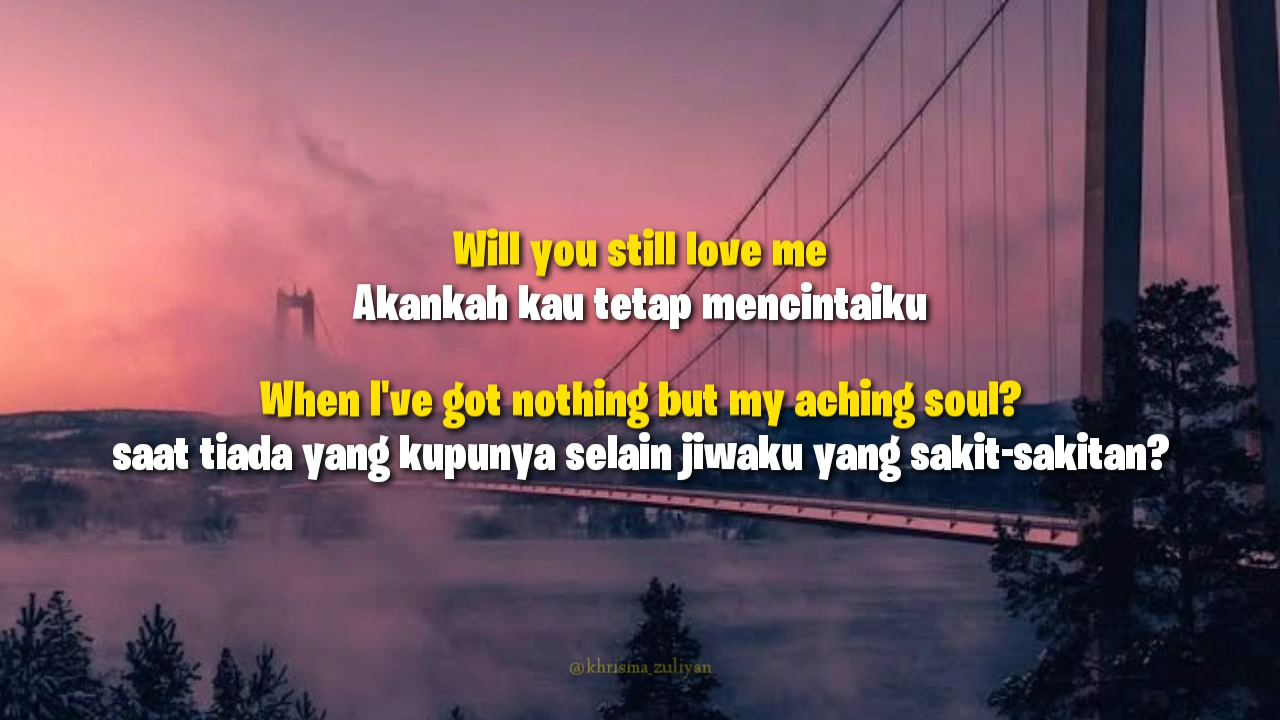 Will you still love me
Akankah kau tetap mencintaiku
When I've got nothing but my aching soul?
saat tiada yang kupunya selain jiwaku yang sakit-sakitan?
@khrisma_zuliyan